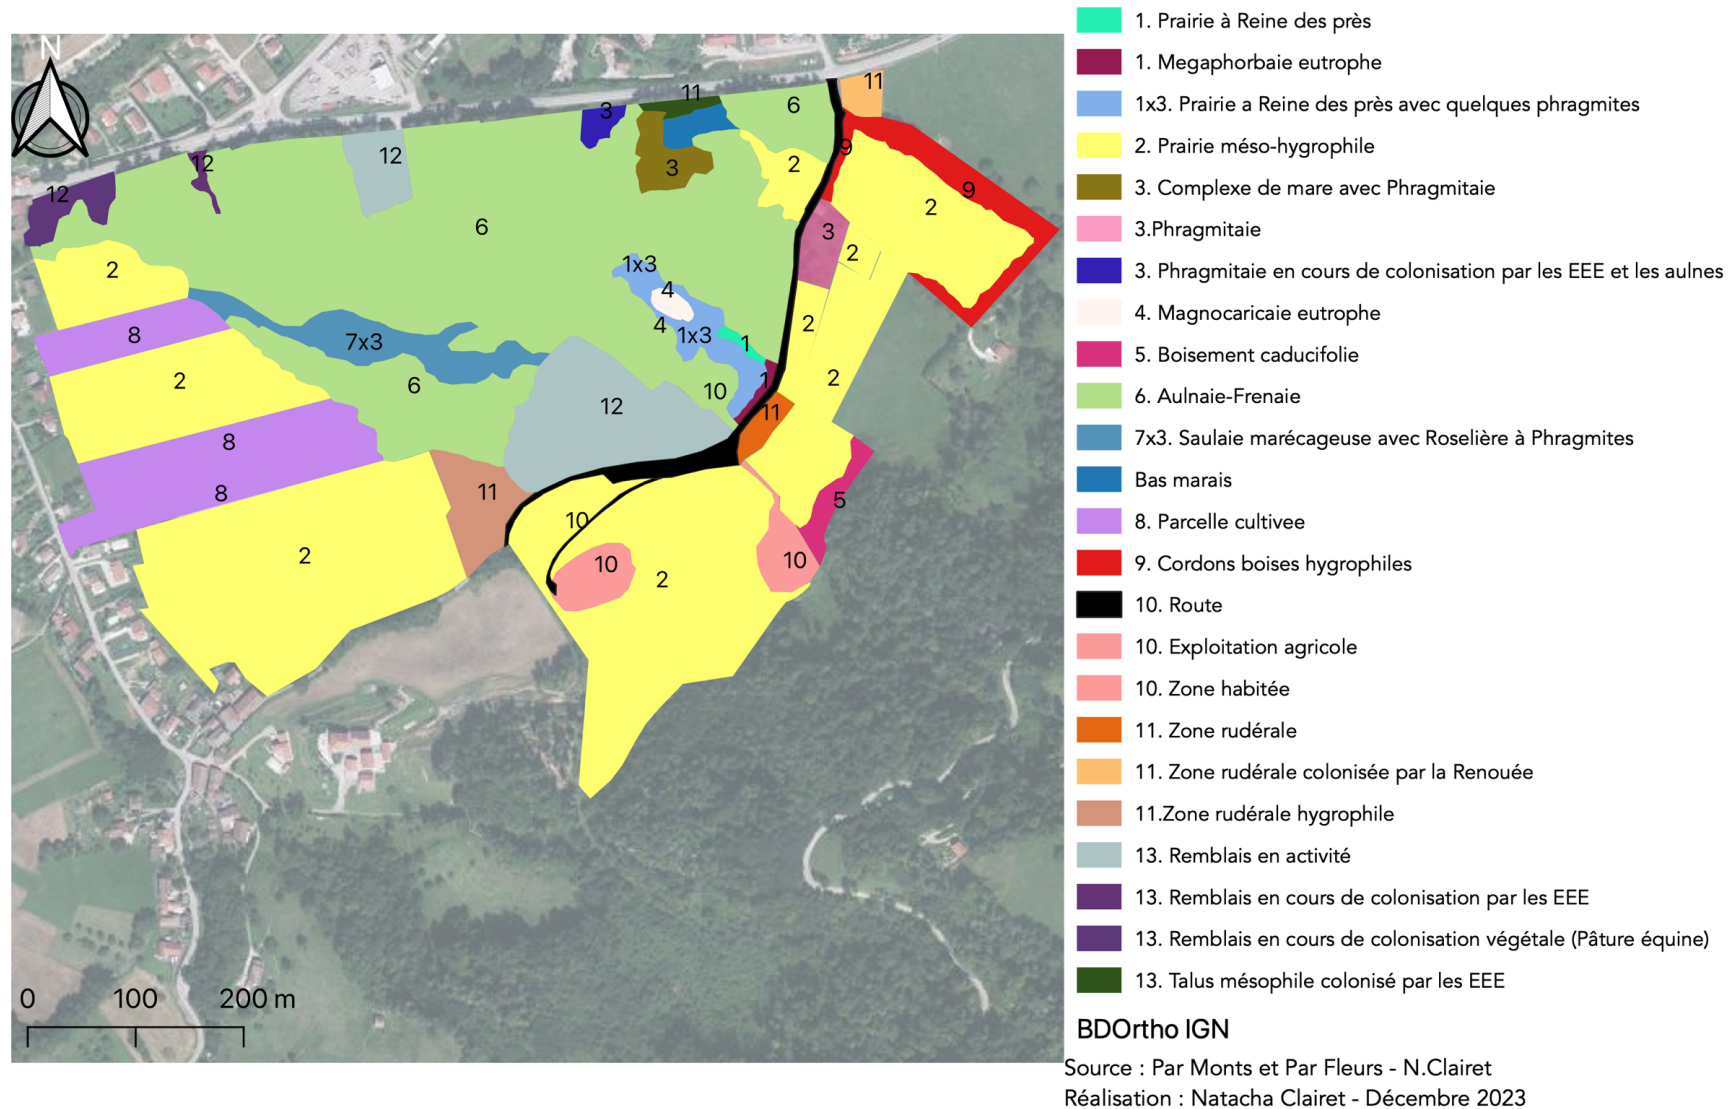 N
11
11
3
6
9
12
12
3
2
9
12
2
3
6
2
2
1x3
4
4
1x3
2
1
8
7x3
2
6
10
1
2
12
11
8
8
11
5
10
2
10
2
10
0 100 200 m
1. Prairie à Reine des près
1. Megaphorbaie eutrophe
1x3. Prairie a Reine des près avec quelques phragmites
2. Prairie méso-hygrophile
3. Complexe de mare avec Phragmitaie
3.Phragmitaie
3. Phragmitaie en cours de colonisation par les EEE et les aulnes
4. Magnocaricaie eutrophe
5. Boisement caducifolie
6. Aulnaie-Frenaie
7x3. Saulaie marécageuse avec Roselière à Phragmites
Bas marais
8. Parcelle cultivee
9. Cordons boises hygrophiles
10. Route
10. Exploitation agricole
10. Zone habitée
11. Zone rudérale
11. Zone rudérale colonisée par la Renouée
11.Zone rudérale hygrophile
13. Remblais en activité
13. Remblais en cours de colonisation par les EEE
13. Remblais en cours de colonisation végétale (Pâture équine)
13. Talus mésophile colonisé par les EEE
BDOrtho IGN
Source : Par Monts et Par Fleurs - N.Clairet
Réalisation : Natacha Clairet - Décembre 2023